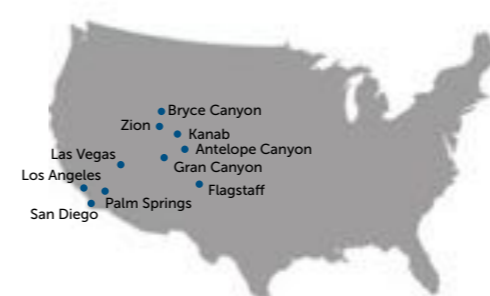 Bryce Canyon
Zion
Kanab
Antelope Canyon
Las Vegas
Gran Canyon
Los Angeles
Flagstaff
Palm Springs
San Diego